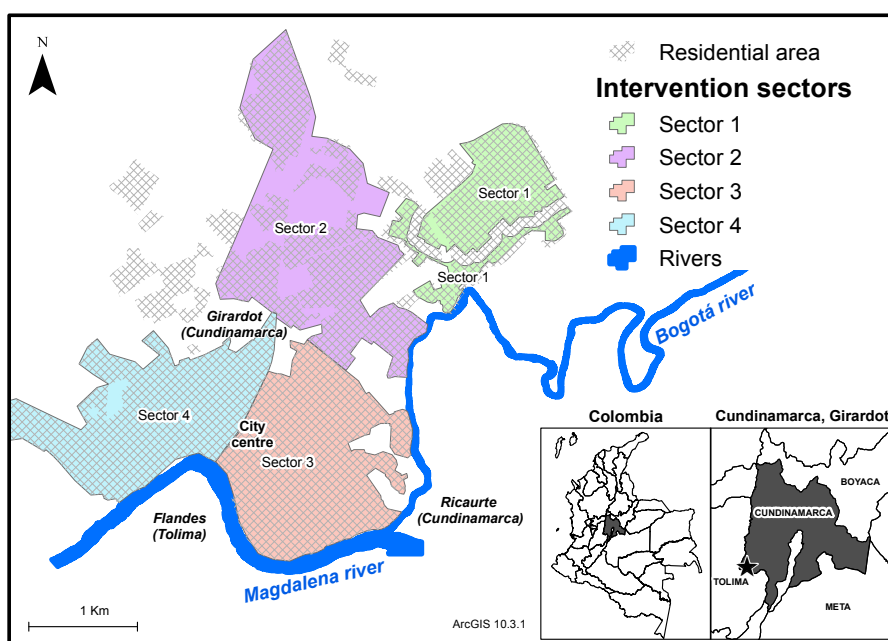 N
Residential area
Intervention sectors
Sector 1
Sector 2
Sector 3
Sector 4
Rivers
Sector 1
Sector 2
Sector 1
Bogotá river
Girardot
(Cundinamarca)
Sector 4
City
centre
Sector 3
Flandes
(Tolima)
Ricaurte
(Cundinamarca)
Magdalena river
1 Km
ArcGIS 10.3.1
Colombia
Cundinamarca, Girardot
BOYACA
CUNDINAMARCA
TOLIMA
META